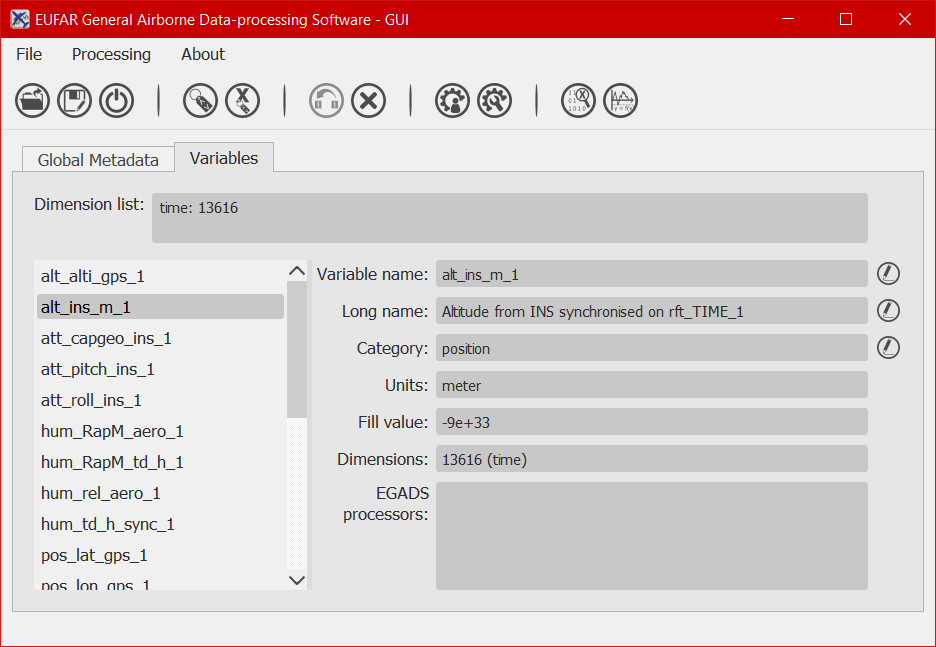 EUFAR General Airborne Data-processing Software - GUI
File Processing About
Global Metadata Variables
Dimension list: time: 13616
alt_alti_gps_1
alt_ins_m_1
att_capgeo_ins_1
att_pitch_ins_1
att_roll_ins_1
hum_RapM_aero_1
hum_RapM_td_h_1
hum_rel_aero_1
hum_td_h_sync_1
pos_lat_gps_1
pos_lon_gps_1
Variable name: alt_ins_m_1
Long name: Altitude from INS synchronised on rft_TIME_1
Category: position
Units: meter
Fill value: -9e+33
Dimensions: 13616 (time)
EGADS
processors: